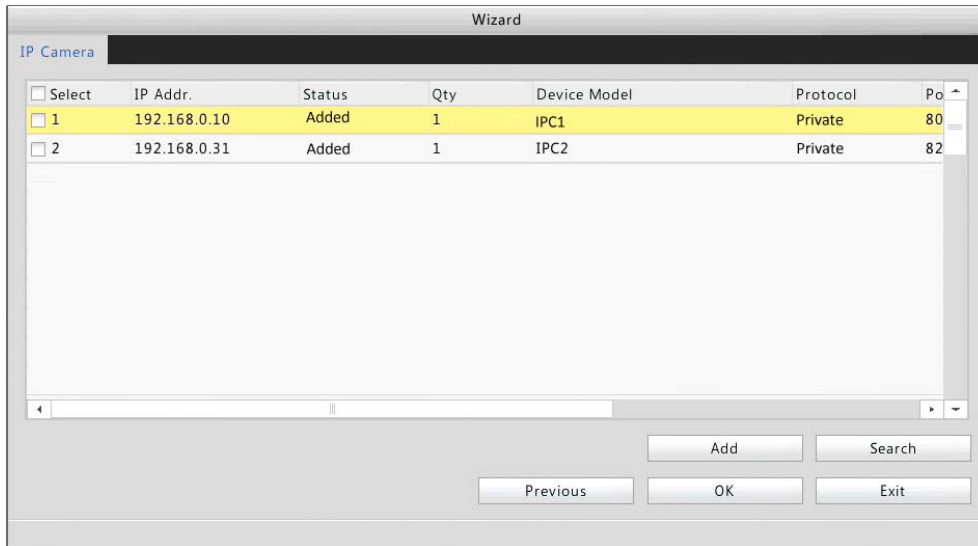 Wizard
IP Camera
Select IP Addr. Status Qty Device Model Protocol Po
1 192.168.0.10 Added 1 IPC1 Private 80
2 192.168.0.31 Added 1 IPC2 Private 82
Add Search
Previous OK Exit